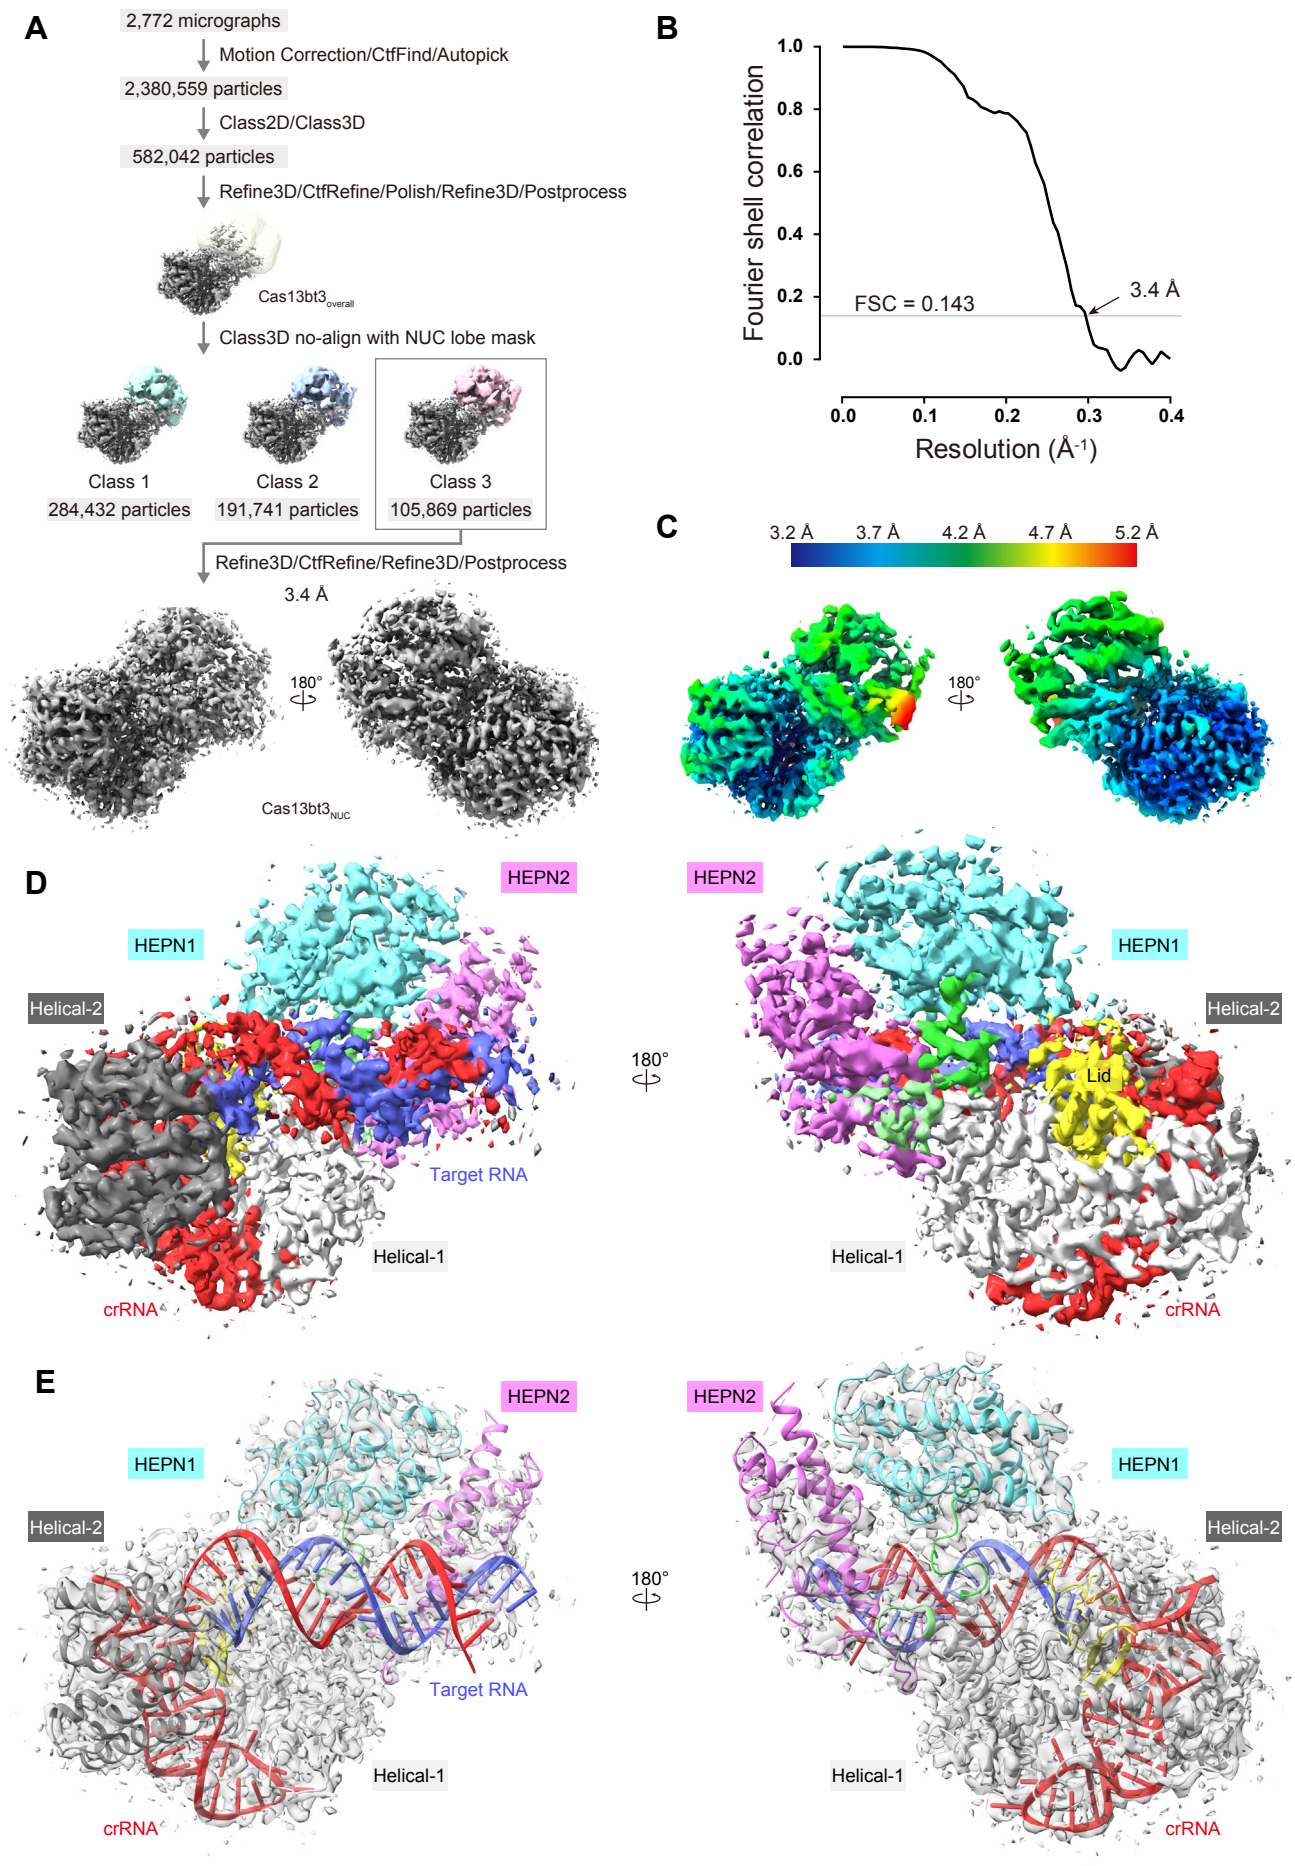 A
2,772 micrographs
Motion Correction/CtfFind/Autopick
2,380,559 particles
Class2D/Class3D
582,042 particles
Refine3D/CtfRefine/Polish/Refine3D/Postprocess
Cas13bt3overall
Class3D no-align with NUC lobe mask
Class 1
Class 2
Class 3
284,432 particles
191,741 particles
105,869 particles
Refine3D/CtfRefine/Refine3D/Postprocess
3.4 Å
180°
Cas13bt3NUC
B
Fourier shell correlation
1.0
0.8
0.6
0.4
0.2
0.0
FSC = 0.143
3.4 Å
0.0 0.1 0.2 0.3 0.4
Resolution (Å-1)
C
3.2 Å 3.7 Å 4.2 Å 4.7 Å 5.2 Å
180°
D
HEPN2
HEPN1
Helical-2
Target RNA
Helical-1
crRNA
180°
HEPN2
HEPN1
Helical-2
Lid
Helical-1
crRNA
E
HEPN2
HEPN1
Helical-2
Target RNA
Helical-1
crRNA
180°
HEPN2
HEPN1
Helical-2
Helical-1
crRNA